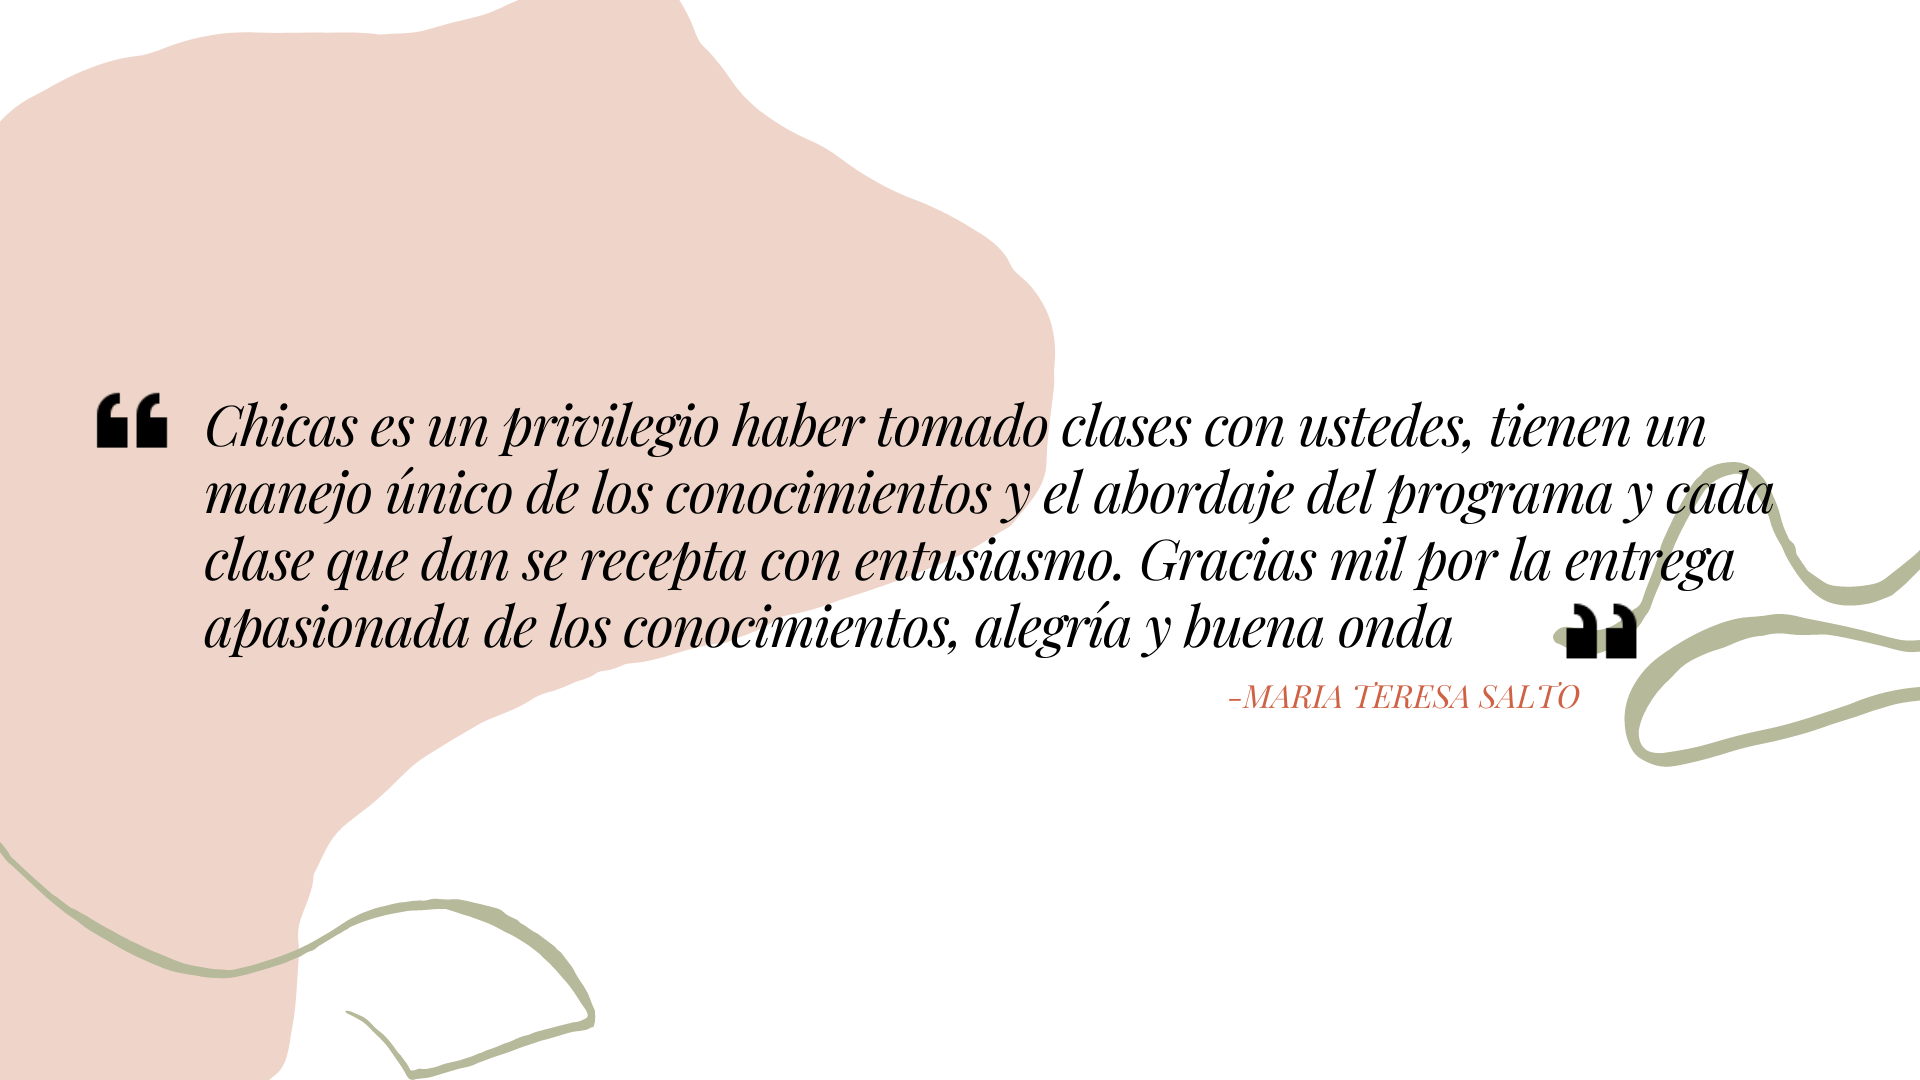 ❝ Chicas es un privilegio haber tomado clases con ustedes, tienen un
manejo único de los conocimientos y el abordaje del programa y cada
clase que dan se recepta con entusiasmo. Gracias mil por la entrega
apasionada de los conocimientos, alegría y buena onda ❞
-MARIA TERESA SALTO